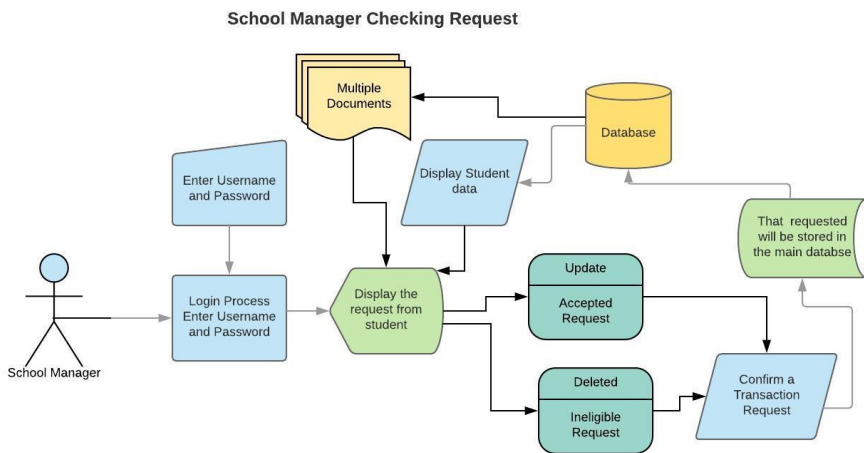 School Manager Checking Request
Multiple
Documents
Database
Enter Username
and Password
Display Student
data
That requested
will be stored in
the main databse
Login Process
Enter Username
and Password
Display the
request from
student
Update
Accepted
Request
School Manager
Deleted
Ineligible
Request
Confirm a
Transaction
Request